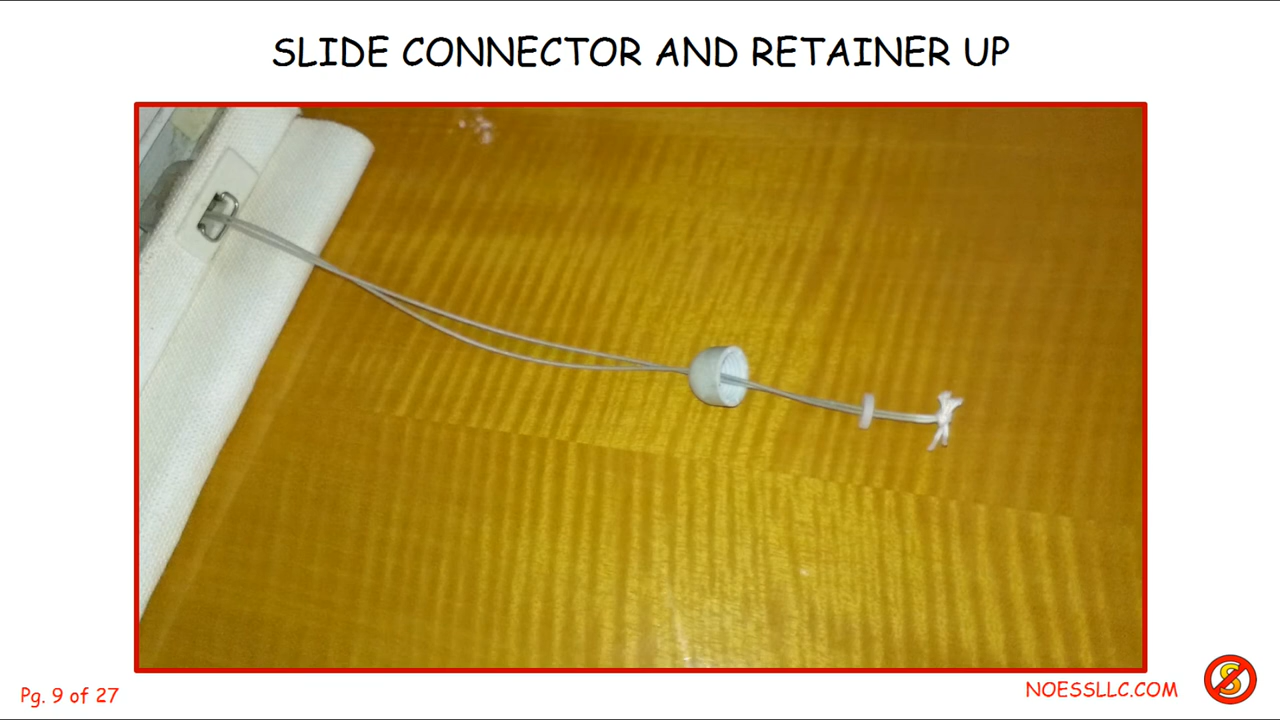 SLIDE CONNECTOR AND RETAINER UP
Pg. 9 of 27
NOESSLLC.COM
S